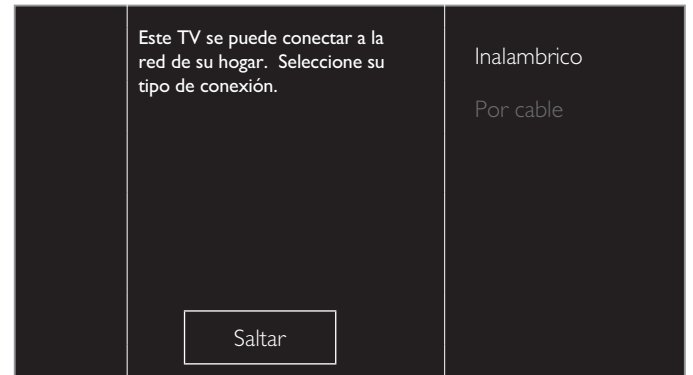 Este TV se puede conectar a la
red de su hogar.  Seleccione su
tipo de conexión.
Inalambrico
Por cable
Saltar